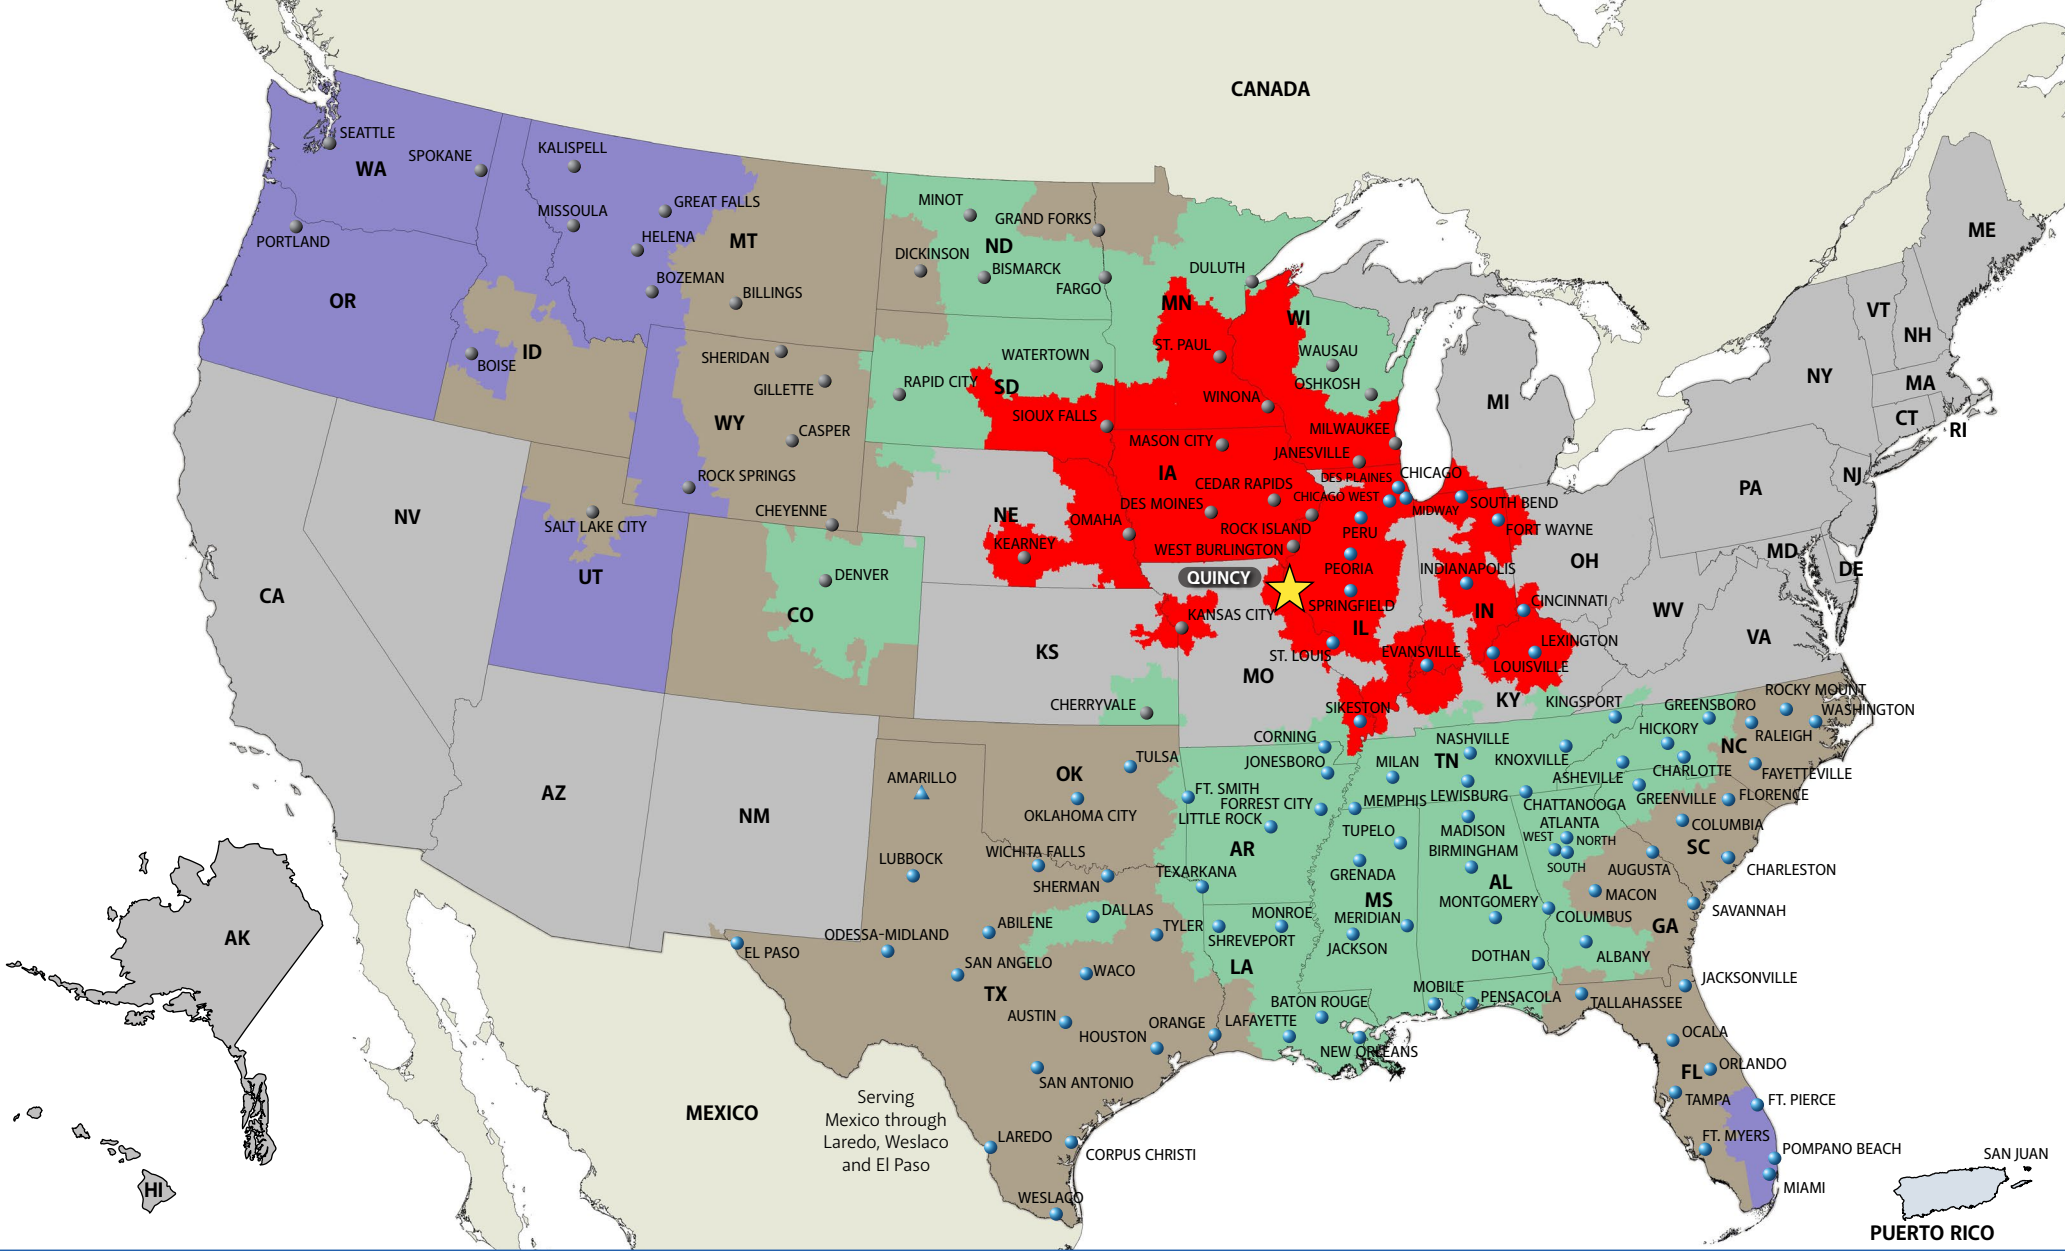 CANADA
SEATTLE
WA
SPOKANE
KALISPELL
PORTLAND
MISSOULA
GREAT FALLS
HELENA
MT
BOZEMAN
BILLINGS
OR
ID
BOISE
MINOT
GRAND FORKS
ND
DICKINSON
BISMARCK
FARGO
DULUTH
MN
WI
ST. PAUL
WAUSAU
OSHKOSH
WATERTOWN
RAPID CITY
SD
SIOUX FALLS
WINONA
MILWAUKEE
JANESVILLE
MASON CITY
SHERIDAN
GILLETTE
WY
CASPER
ROCK SPRINGS
CHEYENNE
SALT LAKE CITY
UT
NV
CA
DENVER
CO
NE
KEARNEY
OMAHA
IA
CEDAR RAPIDS
DES MOINES
ROCK ISLAND
WEST BURLINGTON
DES PLAINES
CHICAGO
CHICAGO WEST
MIDWAY
SOUTH BEND
FORT WAYNE
PERU
PEORIA
QUINCY
SPRINGFIELD
IL
INDIANAPOLIS
IN
CINCINNATI
LEXINGTON
LOUISVILLE
EVANSVILLE
ST. LOUIS
KANSAS CITY
KS
MO
CHERRYVALE
SIKESTON
KY
MI
OH
WV
VA
PA
NY
VT
NH
ME
MA
CT
RI
NJ
MD
DE
KINGSPORT
GREENSBORO
ROCKY MOUNT
WASHINGTON
HICKORY
RALEIGH
NC
CHARLOTTE
FAYETTEVILLE
ASHEVILLE
KNOXVILLE
NASHVILLE
TN
MILAN
LEWISBURG
MEMPHIS
CHATTANOOGA
GREENVILLE
FLORENCE
COLUMBIA
SC
CHARLESTON
CORNING
JONESBORO
FT. SMITH
FORREST CITY
LITTLE ROCK
AR
TEXARKANA
TUPELO
GRENADA
MS
MERIDIAN
JACKSON
MADISON
BIRMINGHAM
AL
MONTGOMERY
DOTHAN
ATLANTA
WEST
NORTH
SOUTH
AUGUSTA
MACON
COLUMBUS
GA
SAVANNAH
ALBANY
AZ
NM
AMARILLO
TULSA
OK
OKLAHOMA CITY
LUBBOCK
WICHITA FALLS
SHERMAN
DALLAS
ABILENE
TYLER
ODESSA-MIDLAND
EL PASO
SAN ANGELO
WACO
TX
AUSTIN
HOUSTON
ORANGE
SAN ANTONIO
LAREDO
CORPUS CHRISTI
WESLACO
MONROE
SHREVEPORT
LA
BATON ROUGE
LAFAYETTE
NEW ORLEANS
MOBILE
PENSACOLA
TALLAHASSEE
JACKSONVILLE
OCALA
FL
ORLANDO
TAMPA
FT. PIERCE
FT. MYERS
POMPANO BEACH
MIAMI
AK
HI
MEXICO
Serving
Mexico through
Laredo, Weslaco
and El Paso
SAN JUAN
PUERTO RICO